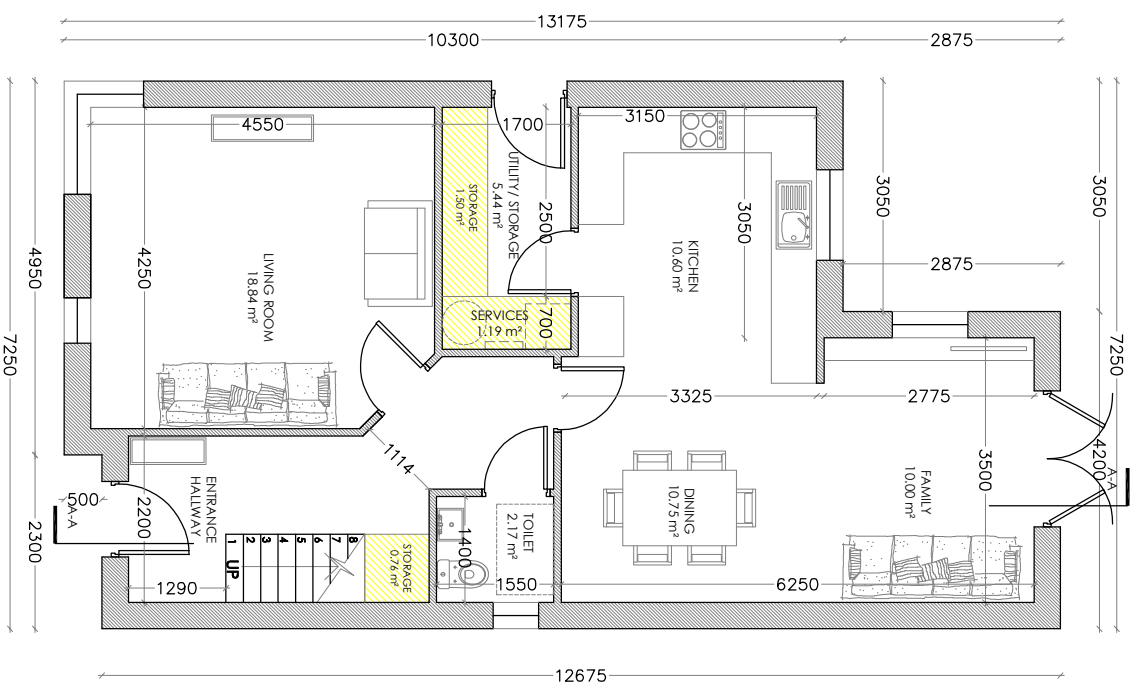 13175
10300
2875
4550
1700
3150
UTILITY/ STORAGE
5.44 m²
STORAGE
1.50 m²
2500
3050
3050
3050
4950
4250
LIVING ROOM
18.84 m²
KITCHEN
10.60 m²
2875
SERVICES
1.19 m²
700
7250
7250
3325
2775
1114
4200
A-A
3500
ENTRANCE
HALLWAY
500
A-A
2200
2300
DINING
10.75 m²
FAMILY
10.00 m²
TOILET
2.17 m²
1400
1 2 3 4 5 6 7 8
UP
STORAGE
0.76 m²
1290
1550
6250
12675